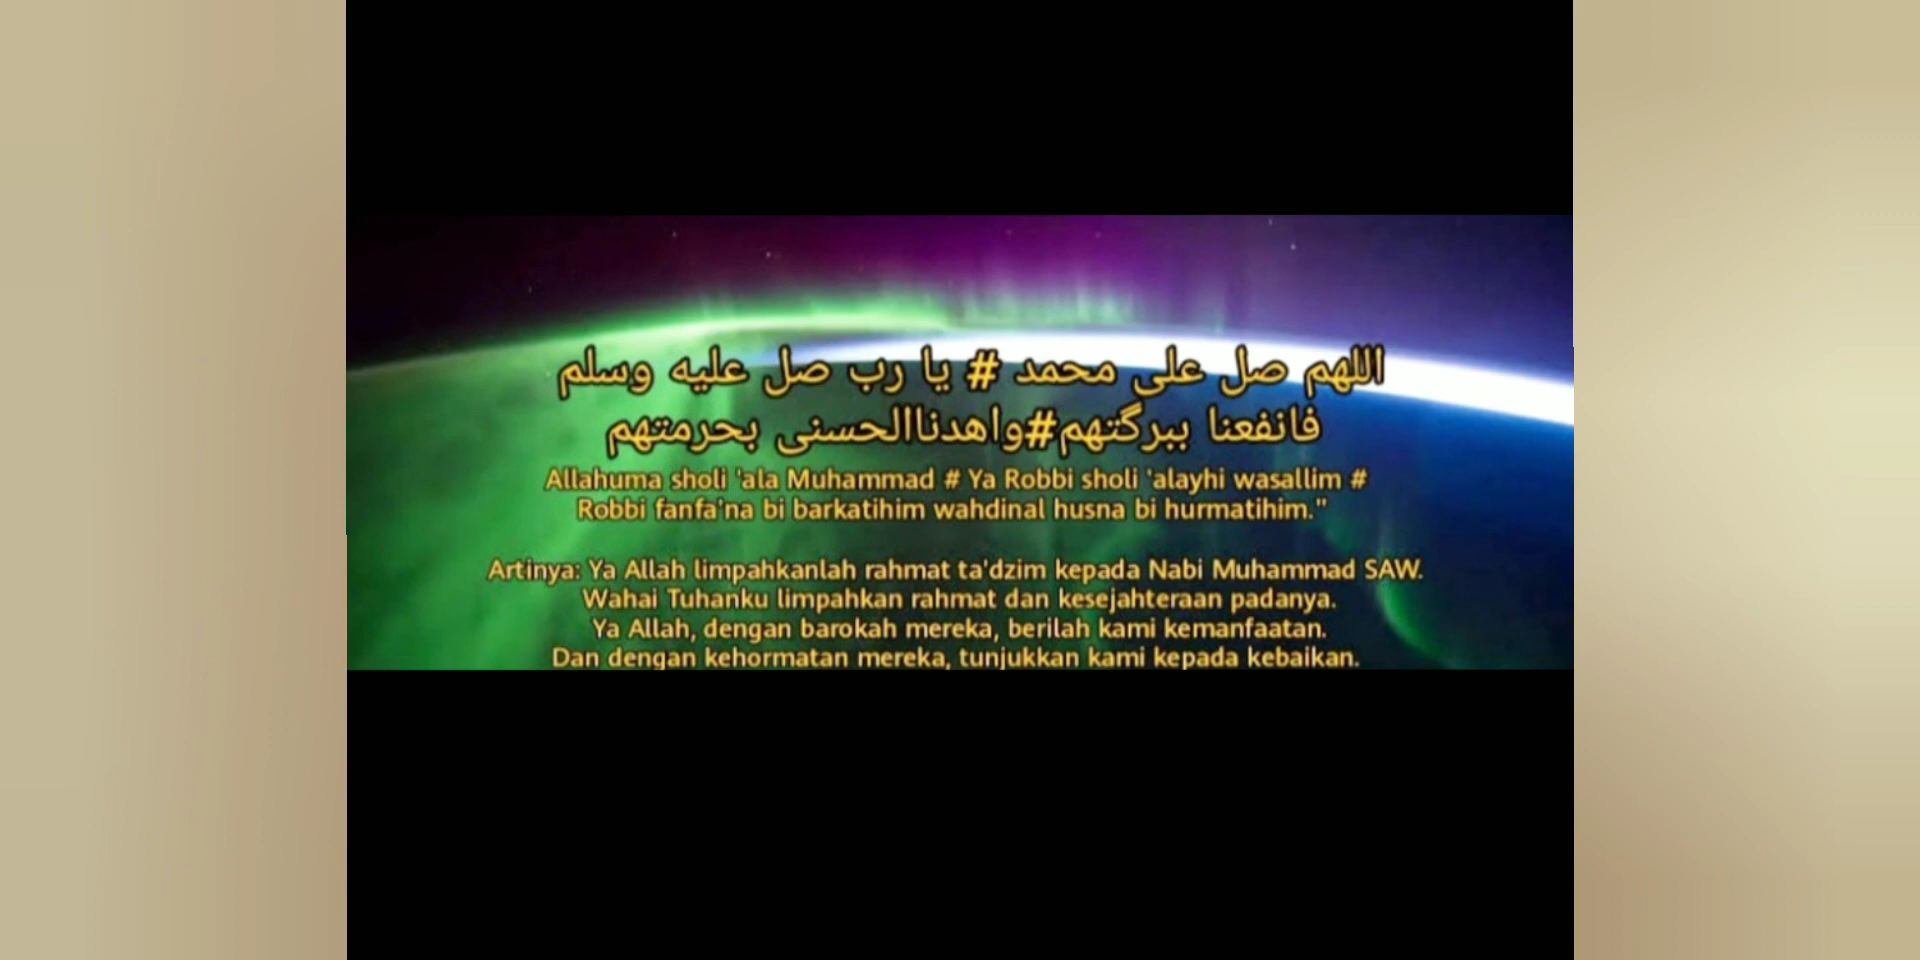 اللهم صل على محمد # يا رب صل عليه وسلم
فانفعنا ببرگتهم#واهدناالحسنى بحرمتهم
Allahuma sholi 'ala Muhammad # Ya Robbi sholi 'alayhi wasallim #
Robbi fanfa'na bi barkatihim wahdinal husna bi hurmatihim."
Artinya: Ya Allah limpahkanlah rahmat ta'dzim kepada Nabi Muhammad SAW.
Wahai Tuhanku limpahkan rahmat dan kesejahteraan padanya.
Ya Allah, dengan barokah mereka, berilah kami kemanfaatan.
Dan dengan kehormatan mereka, tunjukkan kami kepada kebaikan.